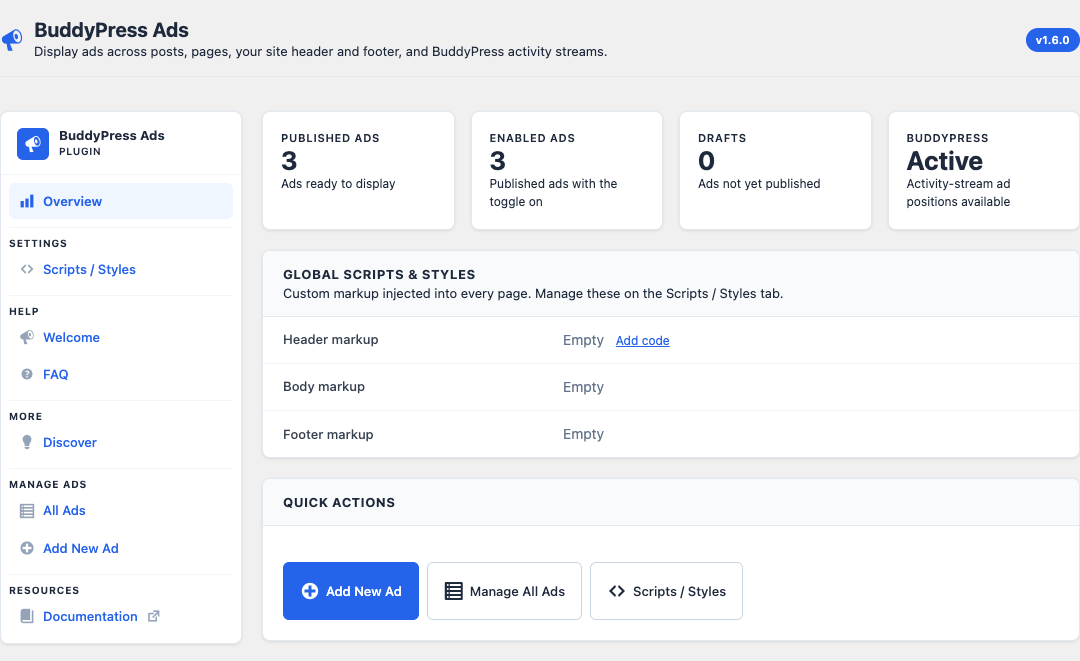 BuddyPress Ads
Display ads across posts, pages, your site header and footer, and BuddyPress activity streams.
v1.6.0
BuddyPress Ads
PLUGIN
Overview
SETTINGS
Scripts / Styles
HELP
Welcome
FAQ
MORE
Discover
MANAGE ADS
All Ads
Add New Ad
RESOURCES
Documentation
PUBLISHED ADS
3
Ads ready to display
ENABLED ADS
3
Published ads with the
toggle on
DRAFTS
0
Ads not yet published
BUDDYPRESS
Active
Activity-stream ad
positions available
GLOBAL SCRIPTS & STYLES
Custom markup injected into every page. Manage these on the Scripts / Styles tab.
Header markup Empty Add code
Body markup Empty
Footer markup Empty
QUICK ACTIONS
Add New Ad Manage All Ads Scripts / Styles